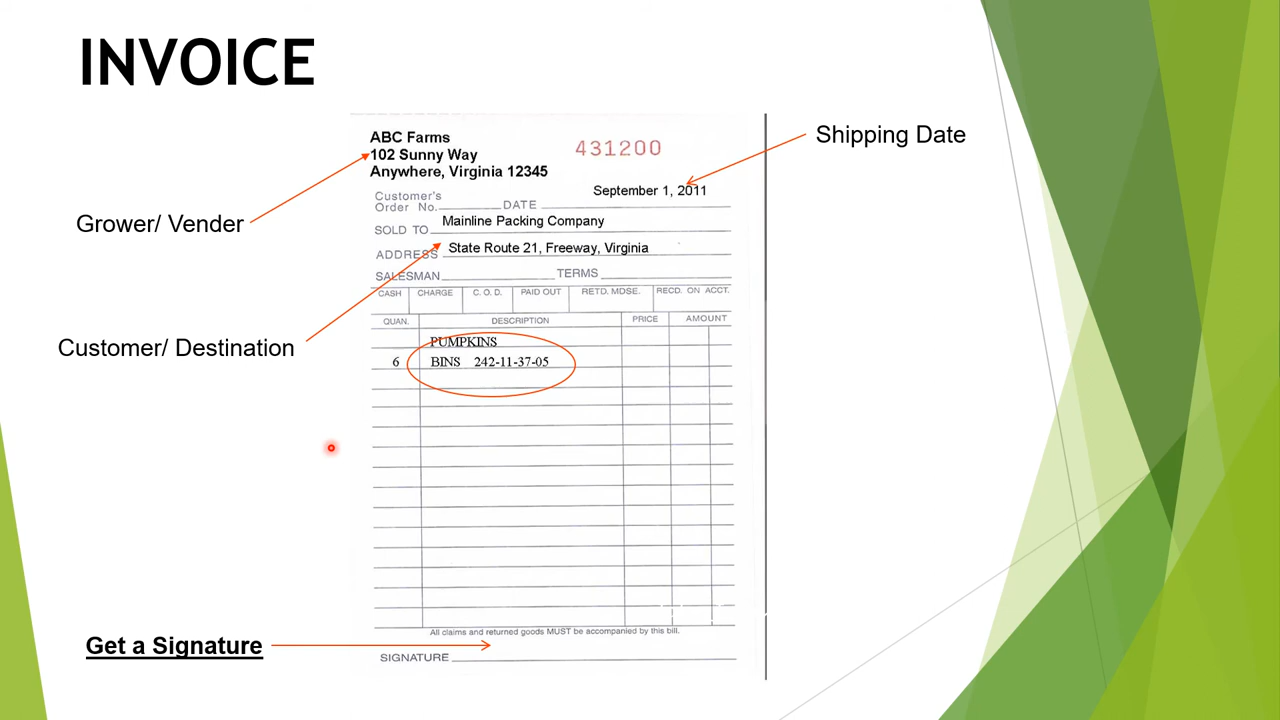 INVOICE
ABC Farms
102 Sunny Way
Anywhere, Virginia 12345
431200
Shipping Date
September 1, 2011
Customer's
Order No. DATE
Grower/ Vender
SOLD TO Mainline Packing Company
ADDRESS State Route 21, Freeway, Virginia
SALESMAN TERMS
CASH CHARGE C. O. D. PAID OUT RETD. MDSE. RECD. ON ACCT.
QUAN. DESCRIPTION PRICE AMOUNT
Customer/ Destination
PUMPKINS
6 BINS 242-11-37-05
All claims and returned goods MUST be accompanied by this bill.
Get a Signature
SIGNATURE